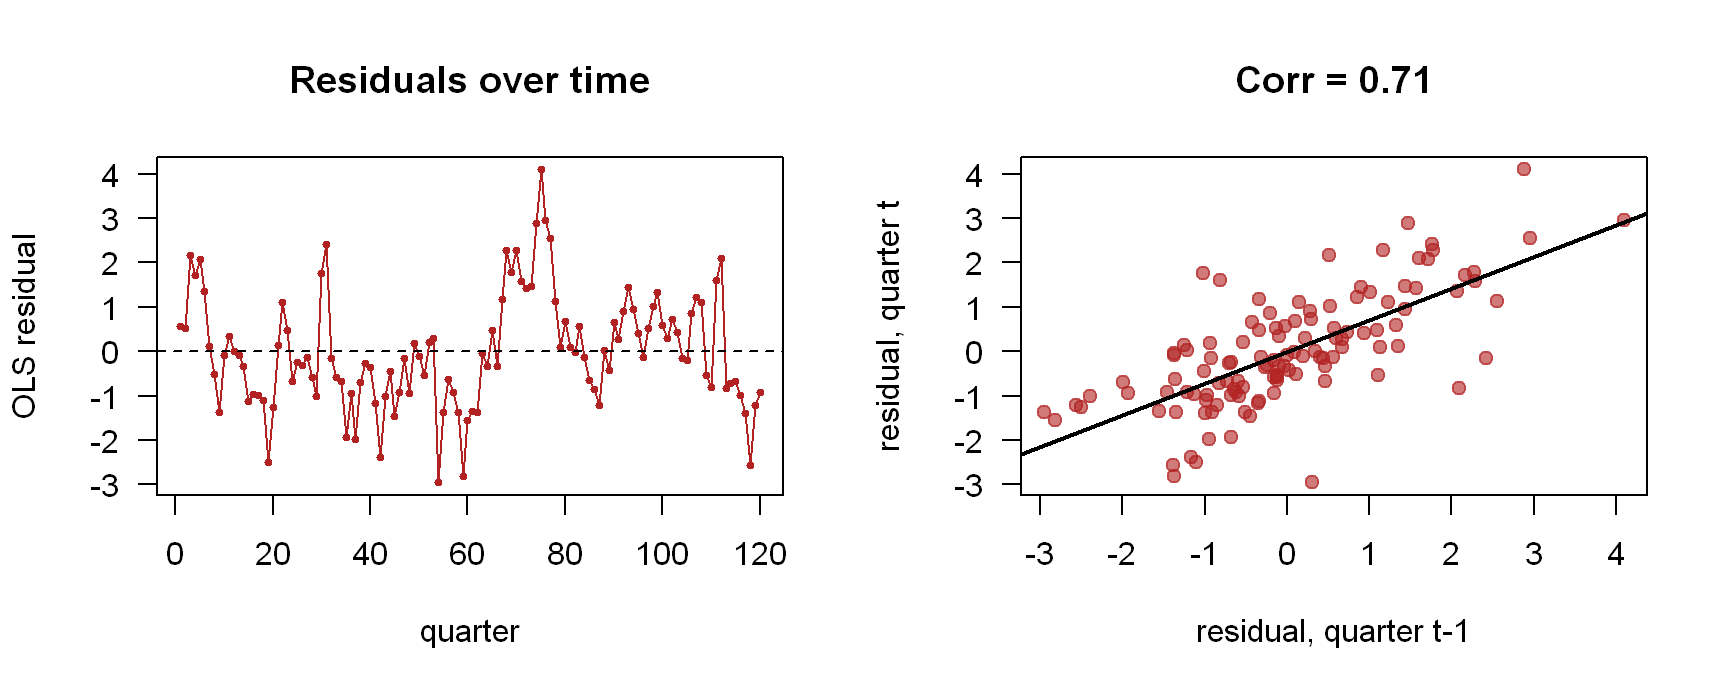 Residuals over time
OLS residual
4
3
2
1
0
-1
-2
-3
0 20 40 60 80 100 120
quarter
Corr = 0.71
residual, quarter t
4
3
2
1
0
-1
-2
-3
-3 -2 -1 0 1 2 3 4
residual, quarter t-1